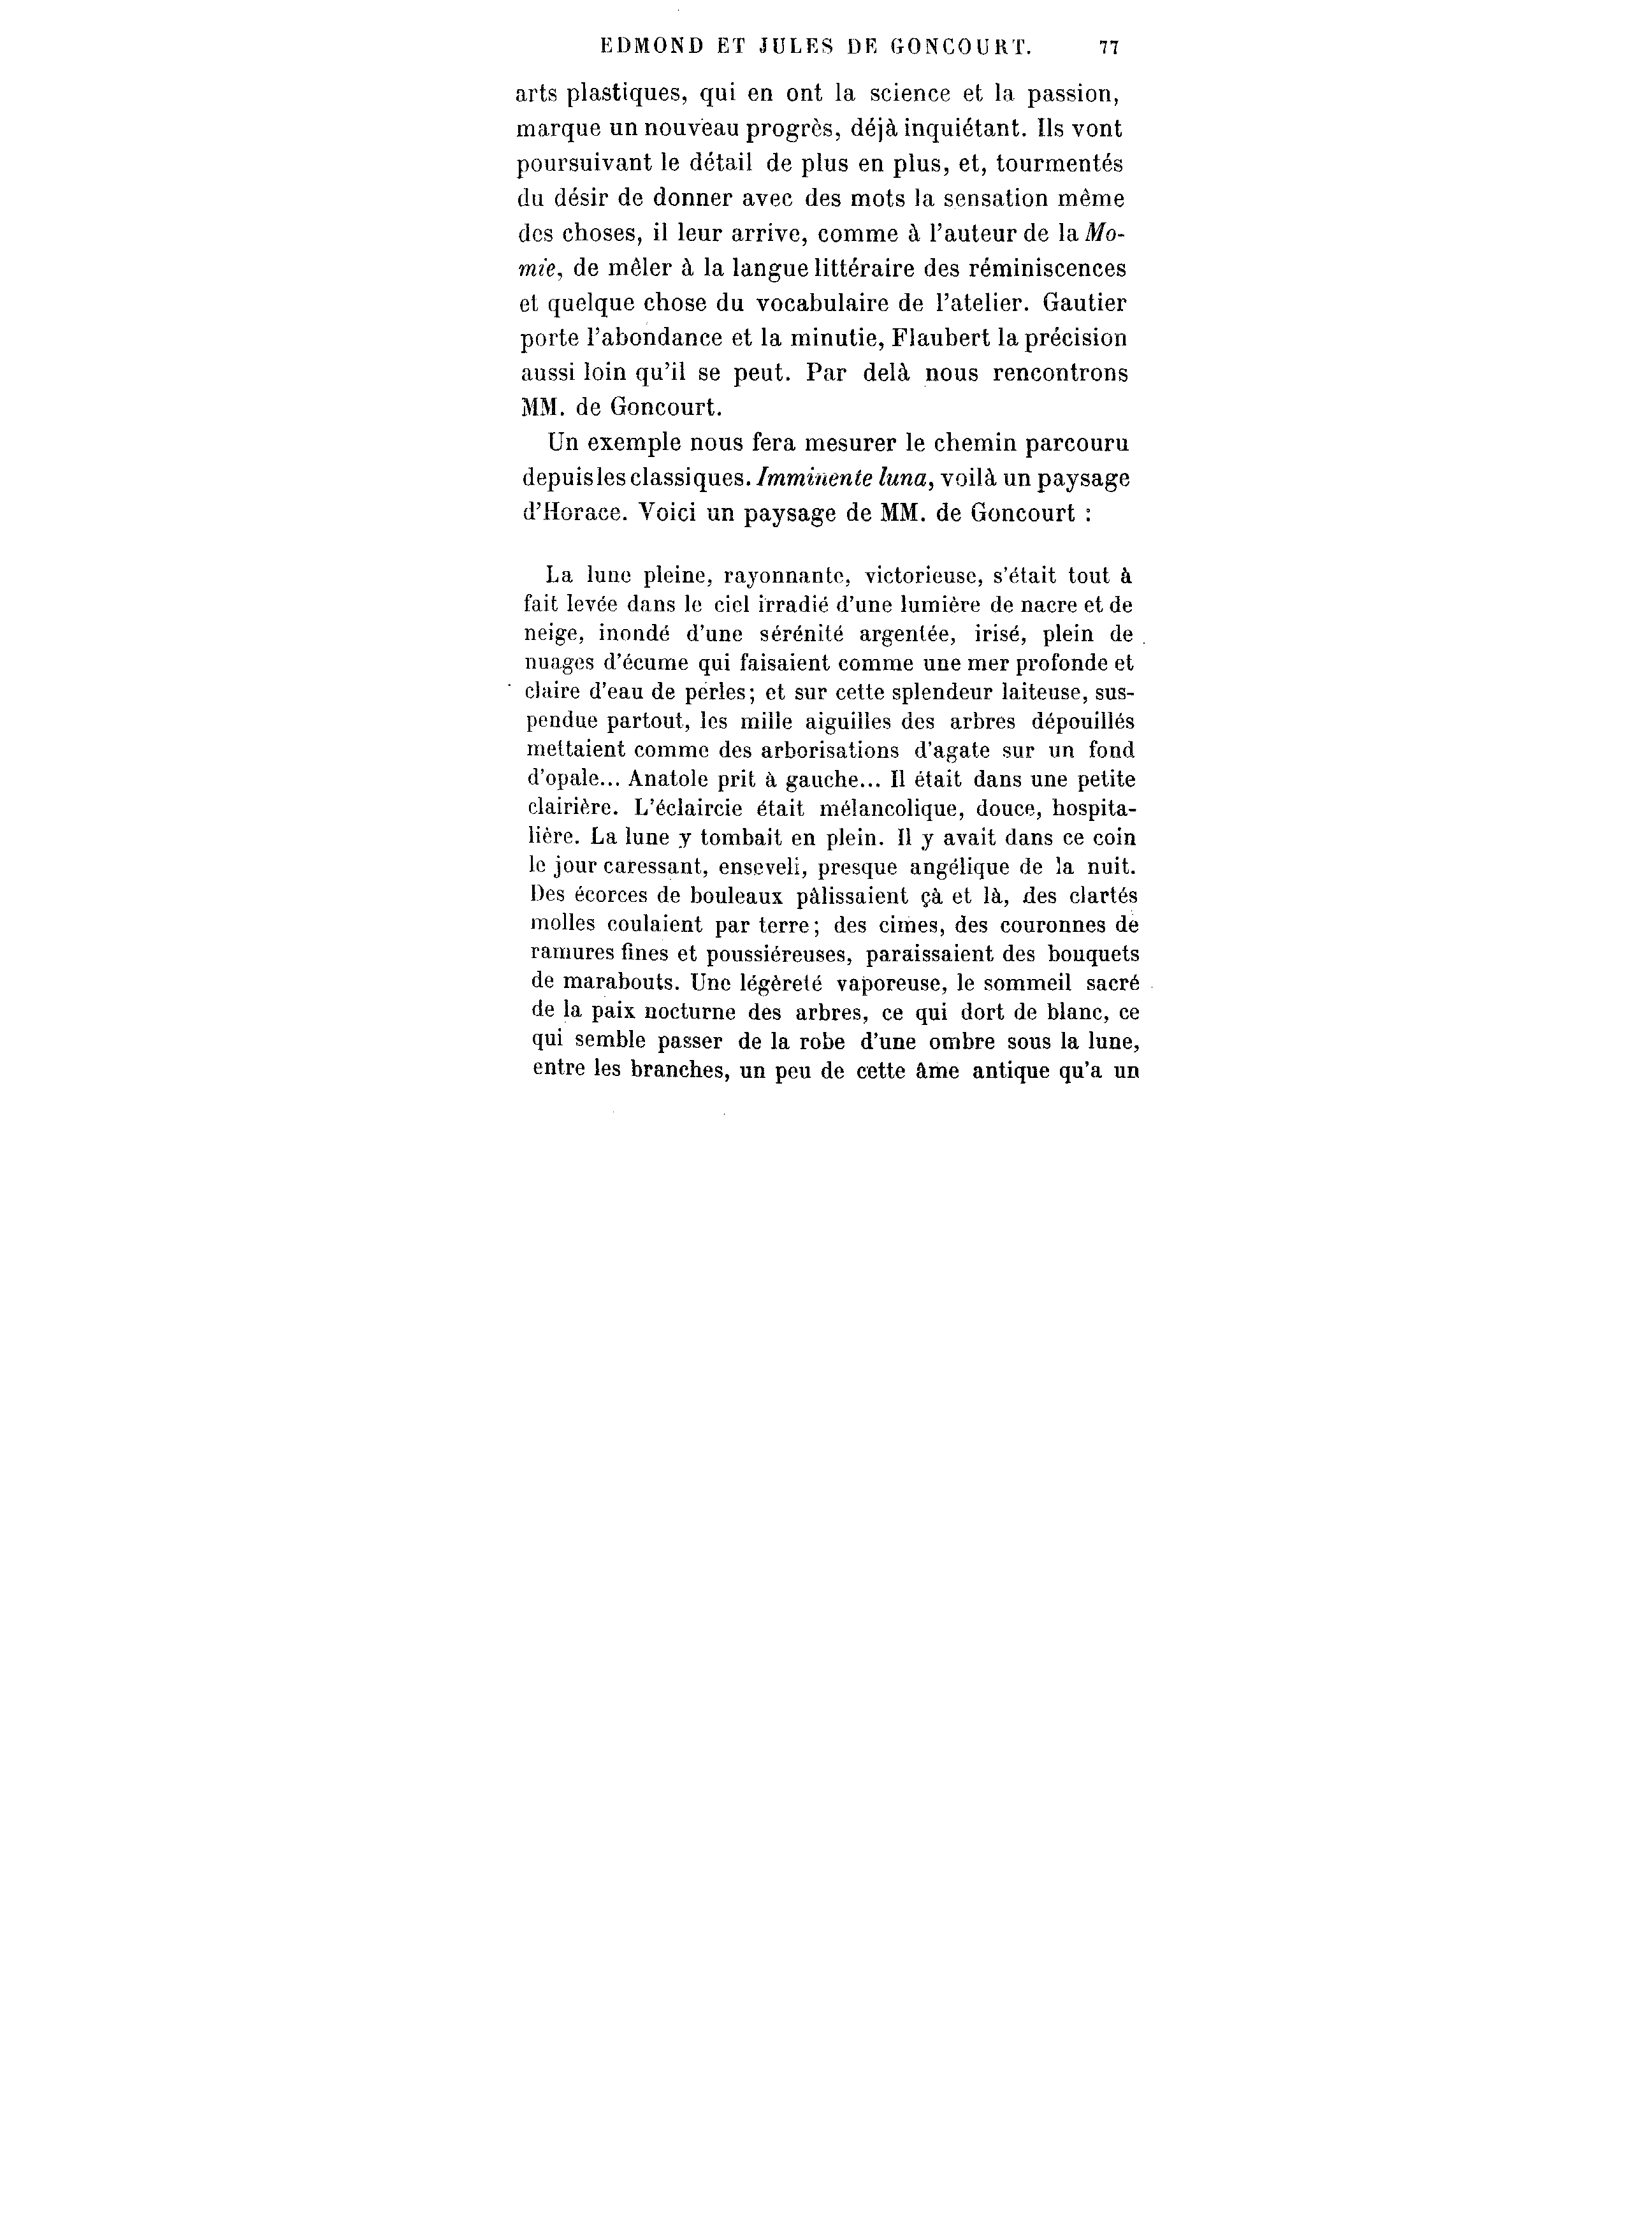 EDMOND ET JULES DE GONCOURT. 77
arts plastiques, qui en ont la science et la passion,
marque un nouveau progrès, déjà inquiétant. Ils vont
poursuivant le détail de plus en plus, et, tourmentés
du désir de donner avec des mots la sensation même
des choses, il leur arrive, comme à l'auteur de la Mo-
mie, de mêler à la langue littéraire des réminiscences
et quelque chose du vocabulaire de l'atelier. Gautier
porte l'abondance et la minutie, Flaubert la précision
aussi loin qu'il se peut. Par delà nous rencontrons
MM. de Goncourt.
Un exemple nous fera mesurer le chemin parcouru
depuis les classiques. Imminente luna, voilà un paysage
d'Horace. Voici un paysage de MM. de Goncourt :
La lune pleine, rayonnante, victorieuse, s'était tout à
fait levée dans le ciel irradié d'une lumière de nacre et de
neige, inondé d'une sérénité argentée, irisé, plein de
nuages d'écume qui faisaient comme une mer profonde et
claire d'eau de perles; et sur cette splendeur laiteuse, sus-
pendue partout, les mille aiguilles des arbres dépouillés
mettaient comme des arborisations d'agate sur un fond
d'opale... Anatole prit à gauche... Il était dans une petite
clairière. L'éclaircie était mélancolique, douce, hospita-
lière. La lune y tombait en plein. Il y avait dans ce coin
le jour caressant, enseveli, presque angélique de la nuit.
Des écorces de bouleaux pâlissaient çà et là, des clartés
molles coulaient par terre; des cimes, des couronnes de
ramures fines et poussiéreuses, paraissaient des bouquets
de marabouts. Une légèreté vaporeuse, le sommeil sacré
de la paix nocturne des arbres, ce qui dort de blanc, ce
qui semble passer de la robe d'une ombre sous la lune,
entre les branches, un peu de cette âme antique qu'a un